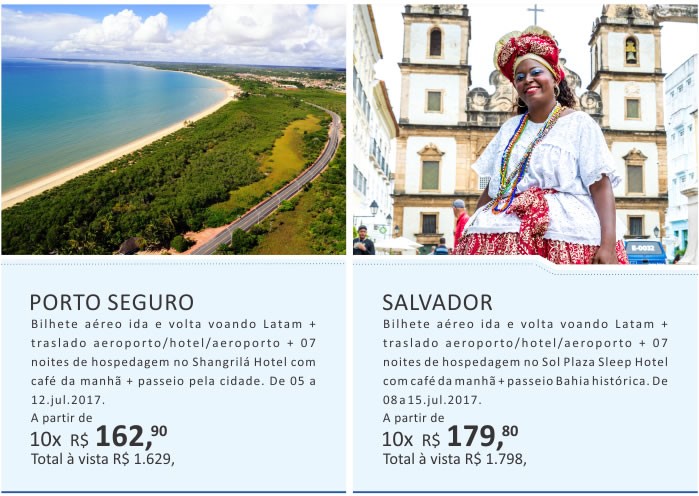 B-0032
PORTO SEGURO
Bilhete aéreo ida e volta voando Latam +
traslado aeroporto/hotel/aeroporto + 07
noites de hospedagem no Shangrilá Hotel com
café da manhã + passeio pela cidade. De 05 a
12.jul.2017.
A partir de
10x R$ 162,90
Total à vista R$ 1.629,
SALVADOR
Bilhete aéreo ida e volta voando Latam +
traslado aeroporto/hotel/aeroporto + 07
noites de hospedagem no Sol Plaza Sleep Hotel
com café da manhã + passeio Bahia histórica. De
08 a 15.jul.2017.
A partir de
10x R$ 179,80
Total à vista R$ 1.798,